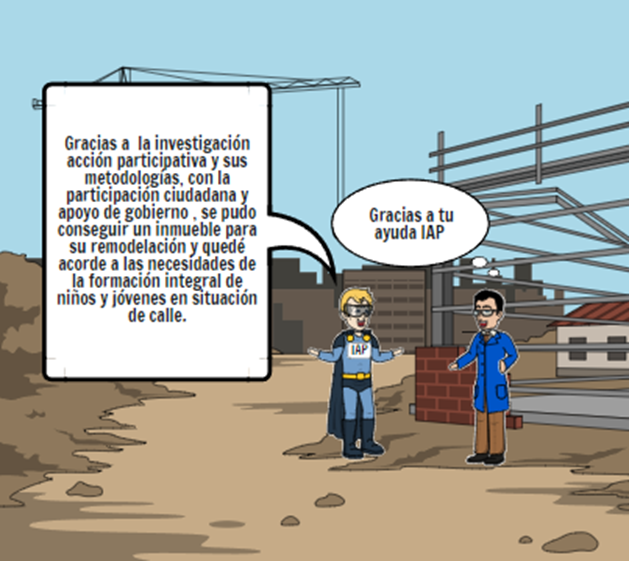 Gracias a la investigación
acción participativa y sus
metodologías, con la
participación ciudadana y
apoyo de gobierno , se pudo
conseguir un inmueble para
su remodelación y quedé
acorde a las necesidades de
la formación integral de
niños y jóvenes en situación
de calle.
Gracias a tu
ayuda IAP
IAP